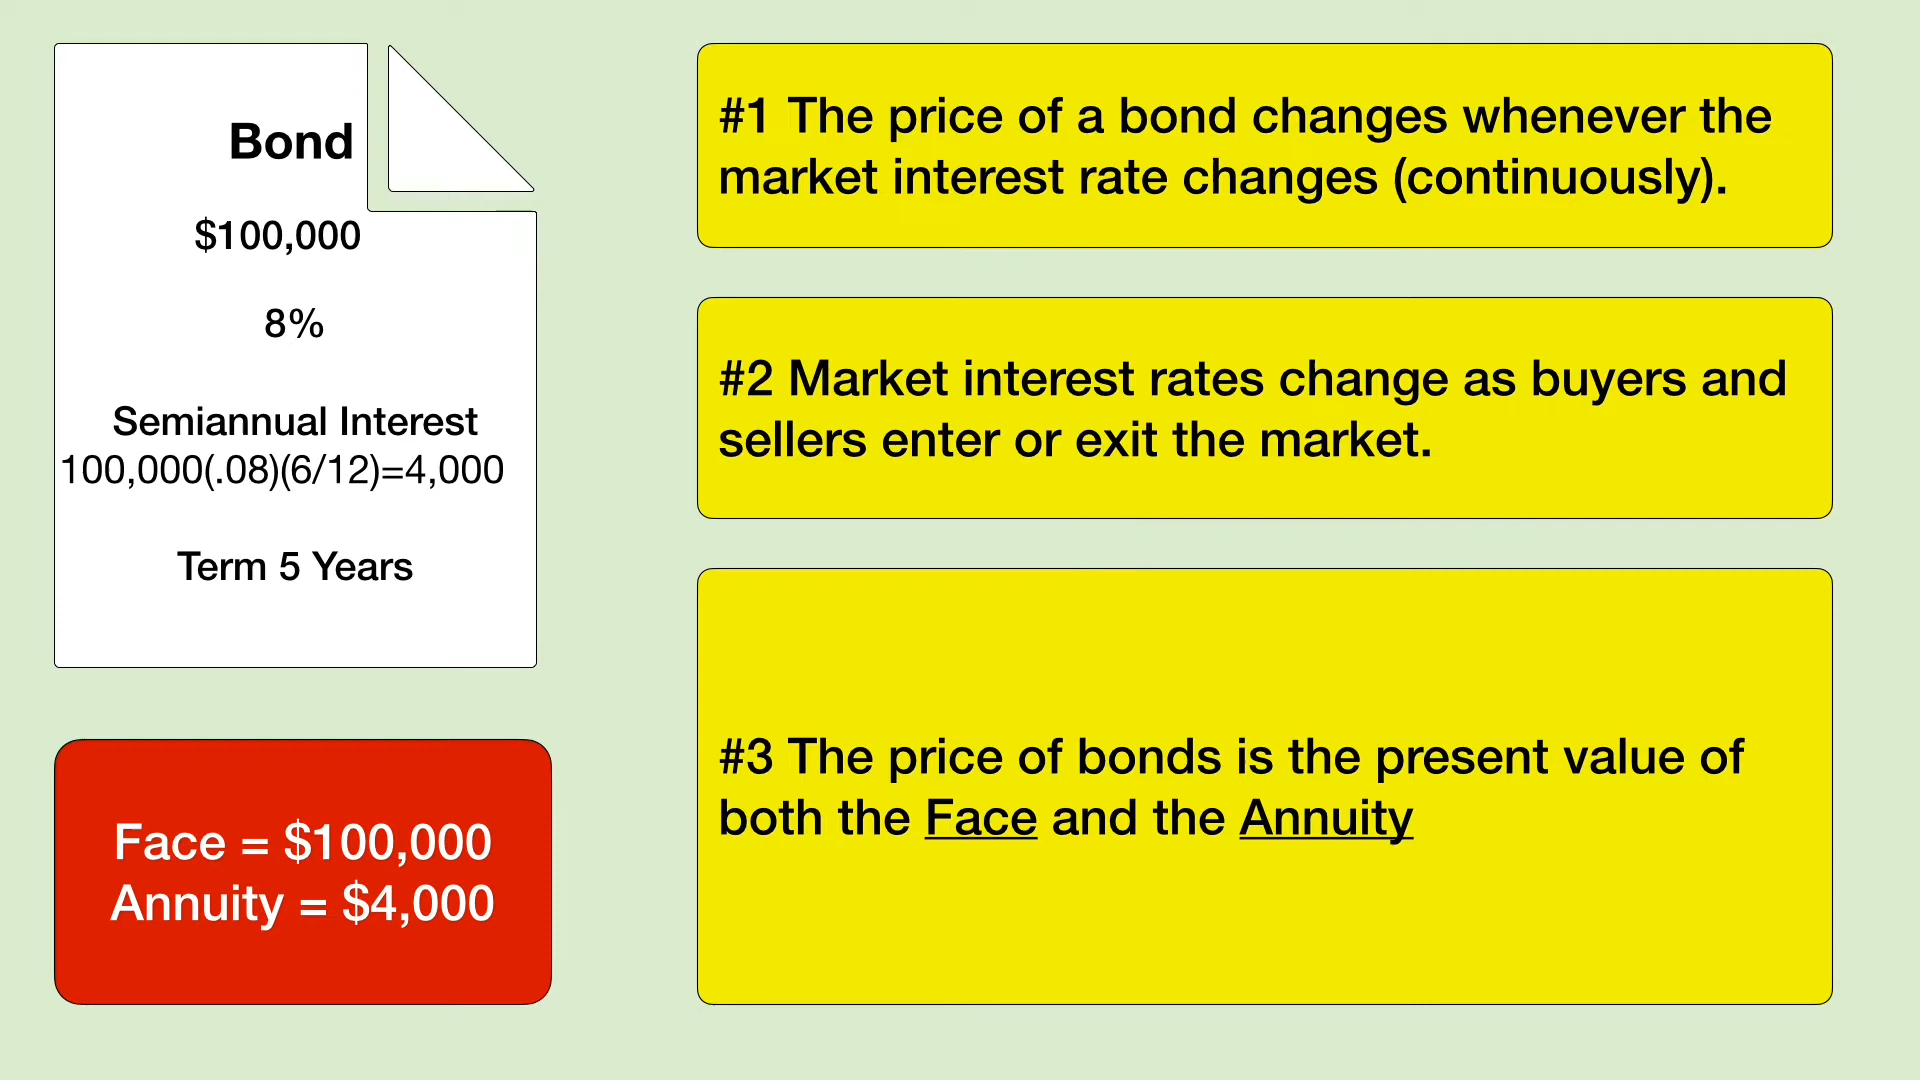 Bond
$100,000
8%
Semiannual Interest
100,000(.08)(6/12)=4,000
Term 5 Years
Face = $100,000
Annuity = $4,000
#1 The price of a bond changes whenever the
market interest rate changes (continuously).
#2 Market interest rates change as buyers and
sellers enter or exit the market.
#3 The price of bonds is the present value of
both the Face and the Annuity